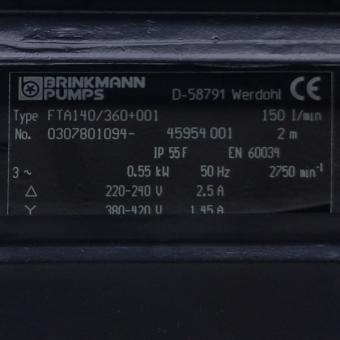 BRINKMANN
PUMPS D-58791 Werdohl CE
Type FTA140/360+001 150 l/min
No. 0307801094- 45954 001 2 m
IP 55F EN 60034
3 ~ 0.55 kW 50 Hz 2750 min⁻¹
Δ 220-240 V 2.5 A
Y 380-420 V 1.45 A